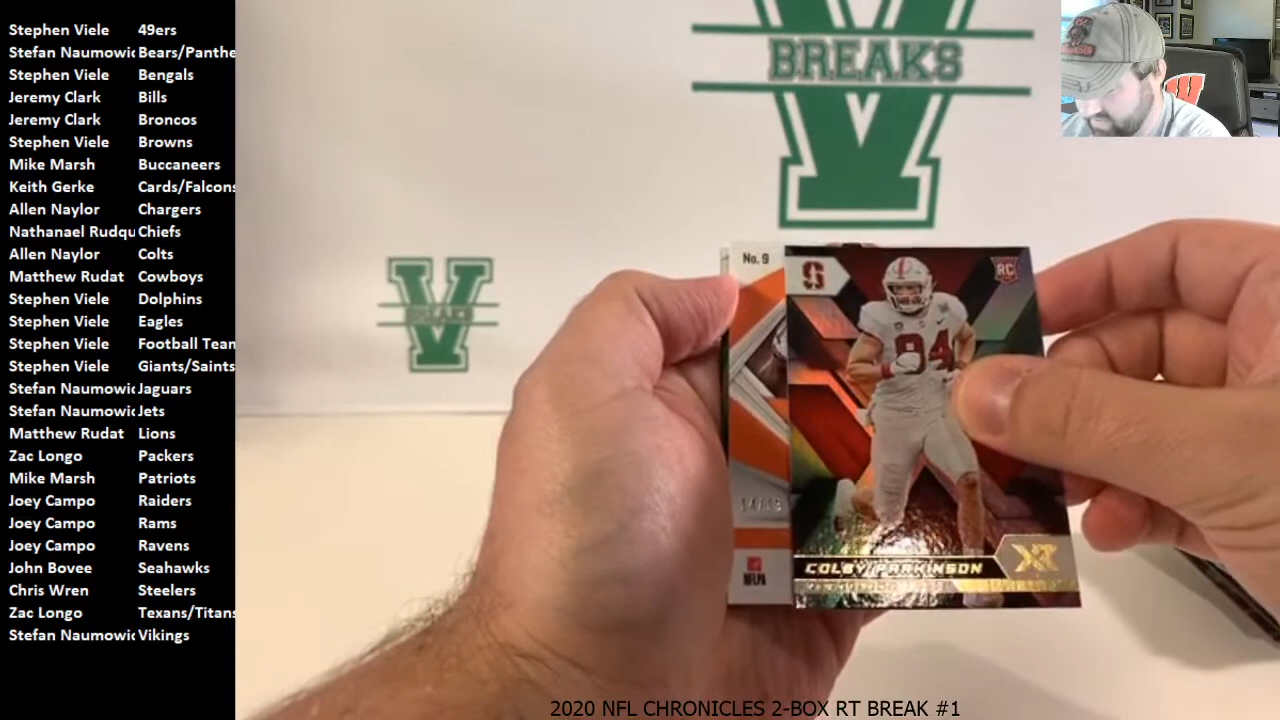 Stephen Viele 49ers
Stefan Naumowic Bears/Panthe
Stephen Viele Bengals
Jeremy Clark Bills
Jeremy Clark Broncos
Stephen Viele Browns
Mike Marsh Buccaneers
Keith Gerke Cards/Falcons
Allen Naylor Chargers
Nathanael Rudqu Chiefs
Allen Naylor Colts
Matthew Rudat Cowboys
Stephen Viele Dolphins
Stephen Viele Eagles
Stephen Viele Football Team
Stephen Viele Giants/Saints
Stefan Naumowic Jaguars
Stefan Naumowic Jets
Matthew Rudat Lions
Zac Longo Packers
Mike Marsh Patriots
Joey Campo Raiders
Joey Campo Rams
Joey Campo Ravens
John Bovee Seahawks
Chris Wren Steelers
Zac Longo Texans/Titans
Stefan Naumowic Vikings
BREAKS
V
BREAKS
No. 9
NFLPA
S
RC
84
COLBY PARKINSON
XR
W
2020 NFL CHRONICLES 2-BOX RT BREAK #1